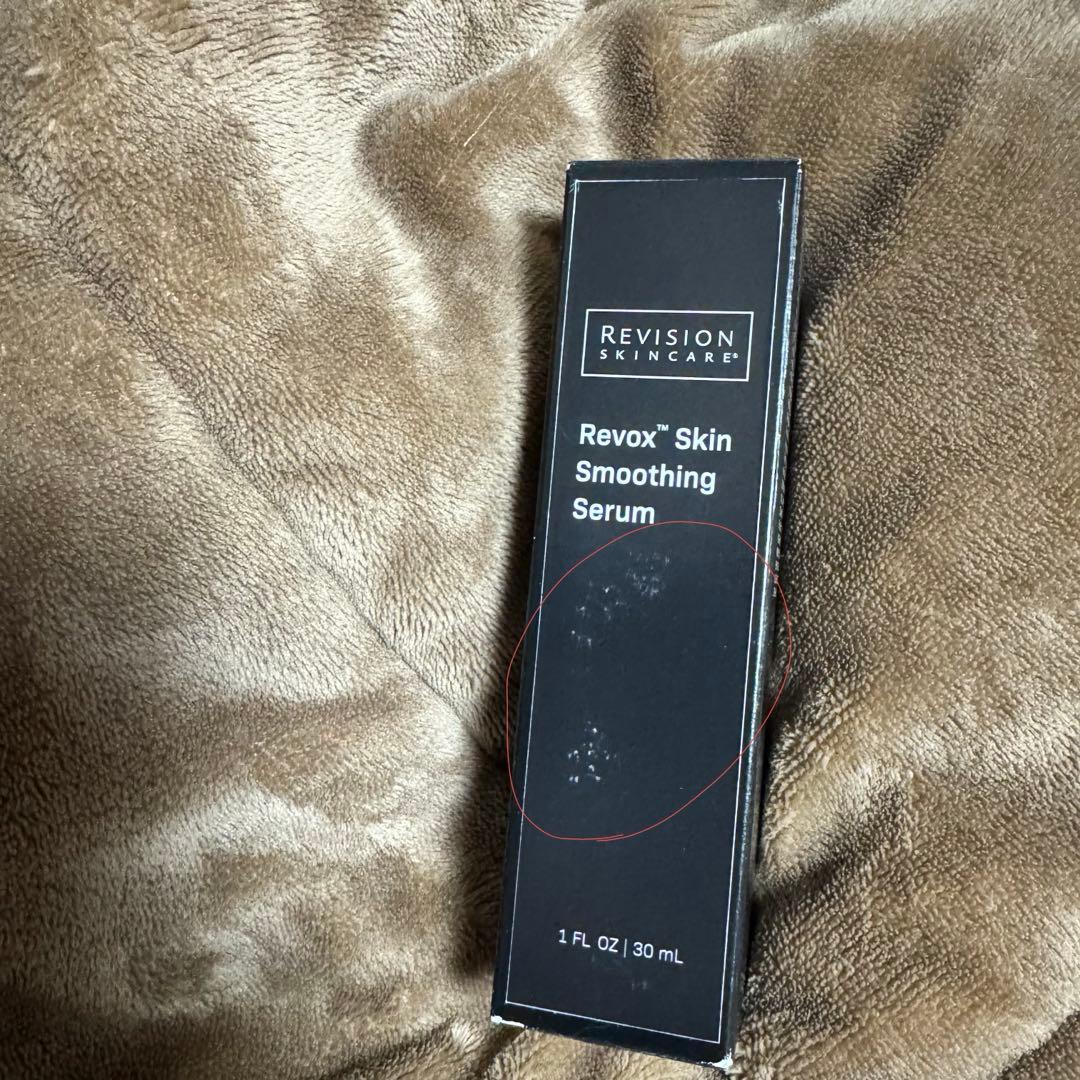 REVISION
SKINCARE®
Revox™ Skin
Smoothing
Serum
1 FL OZ | 30 mL